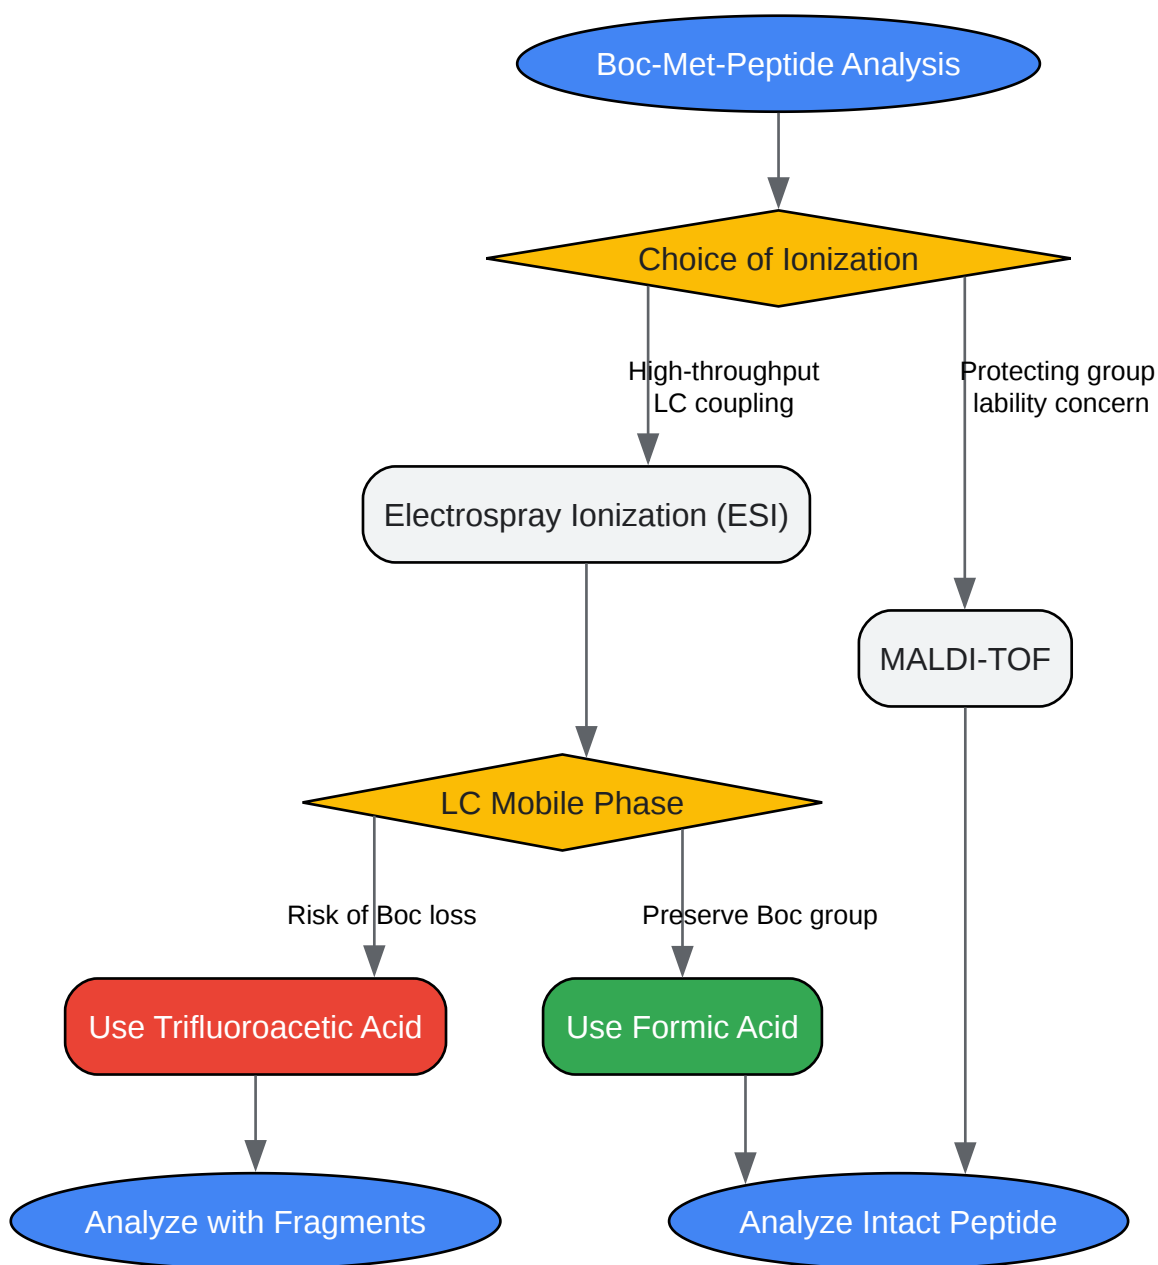 Boc-Met-Peptide Analysis
Choice of Ionization
High-throughput
LC coupling
Protecting group
lability concern
Electrospray Ionization (ESI)
MALDI-TOF
LC Mobile Phase
Risk of Boc loss
Preserve Boc group
Use Trifluoroacetic Acid
Use Formic Acid
Analyze with Fragments
Analyze Intact Peptide